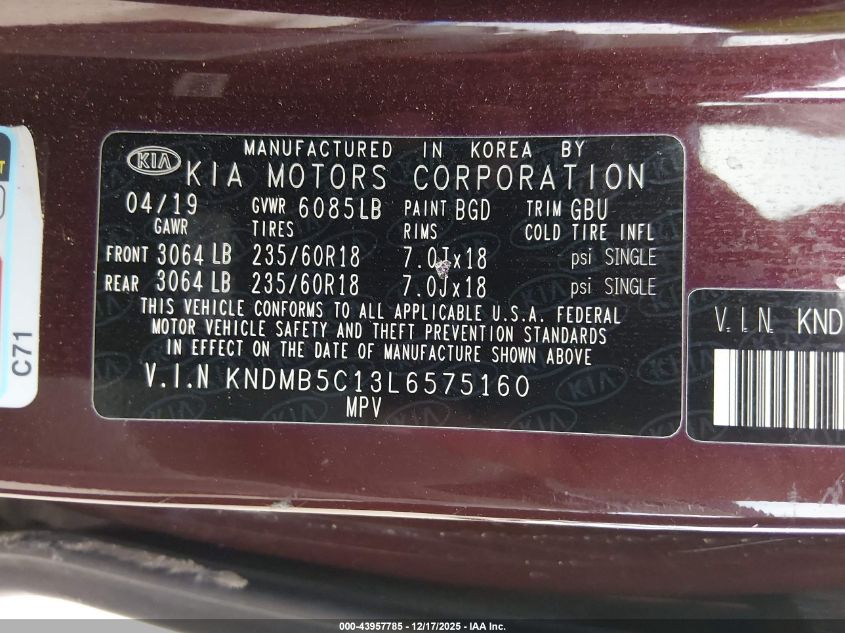 MANUFACTURED IN KOREA BY
KIA KIA MOTORS CORPORATION
04/19 GVWR 6085LB PAINT BGD TRIM GBU
GAWR TIRES RIMS COLD TIRE INFL
FRONT 3064 LB 235/60R18 7.0J x 18 psi SINGLE
REAR 3064 LB 235/60R18 7.0J x 18 psi SINGLE
THIS VEHICLE CONFORMS TO ALL APPLICABLE U.S.A. FEDERAL
MOTOR VEHICLE SAFETY AND THEFT PREVENTION STANDARDS
IN EFFECT ON THE DATE OF MANUFACTURE SHOWN ABOVE
V.I.N KNDMB5C13L6575160
MPV
V.I.N. KND
C71
000-43957785 - 12/17/2025 - IAA Inc.